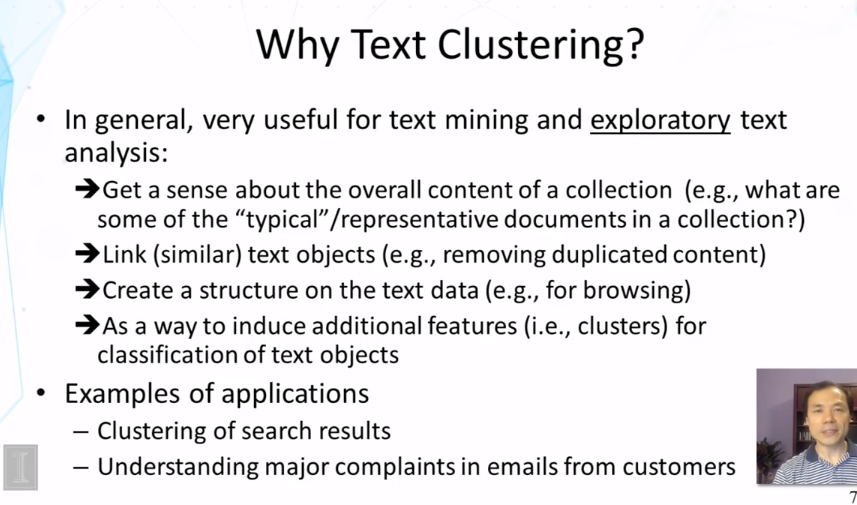 Why Text Clustering?
• In general, very useful for text mining and exploratory text
analysis:
➔Get a sense about the overall content of a collection (e.g., what are
some of the “typical”/representative documents in a collection?)
➔Link (similar) text objects (e.g., removing duplicated content)
➔Create a structure on the text data (e.g., for browsing)
➔As a way to induce additional features (i.e., clusters) for
classification of text objects
• Examples of applications
– Clustering of search results
– Understanding major complaints in emails from customers
I
7